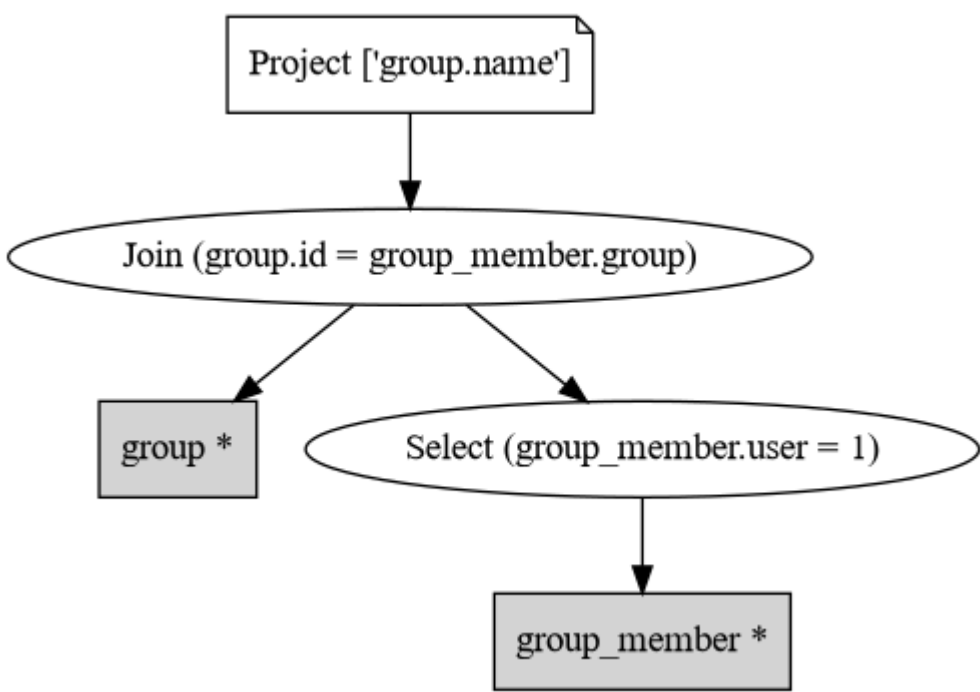 Project ['group.name']
Join (group.id = group_member.group)
group *
Select (group_member.user = 1)
group_member *